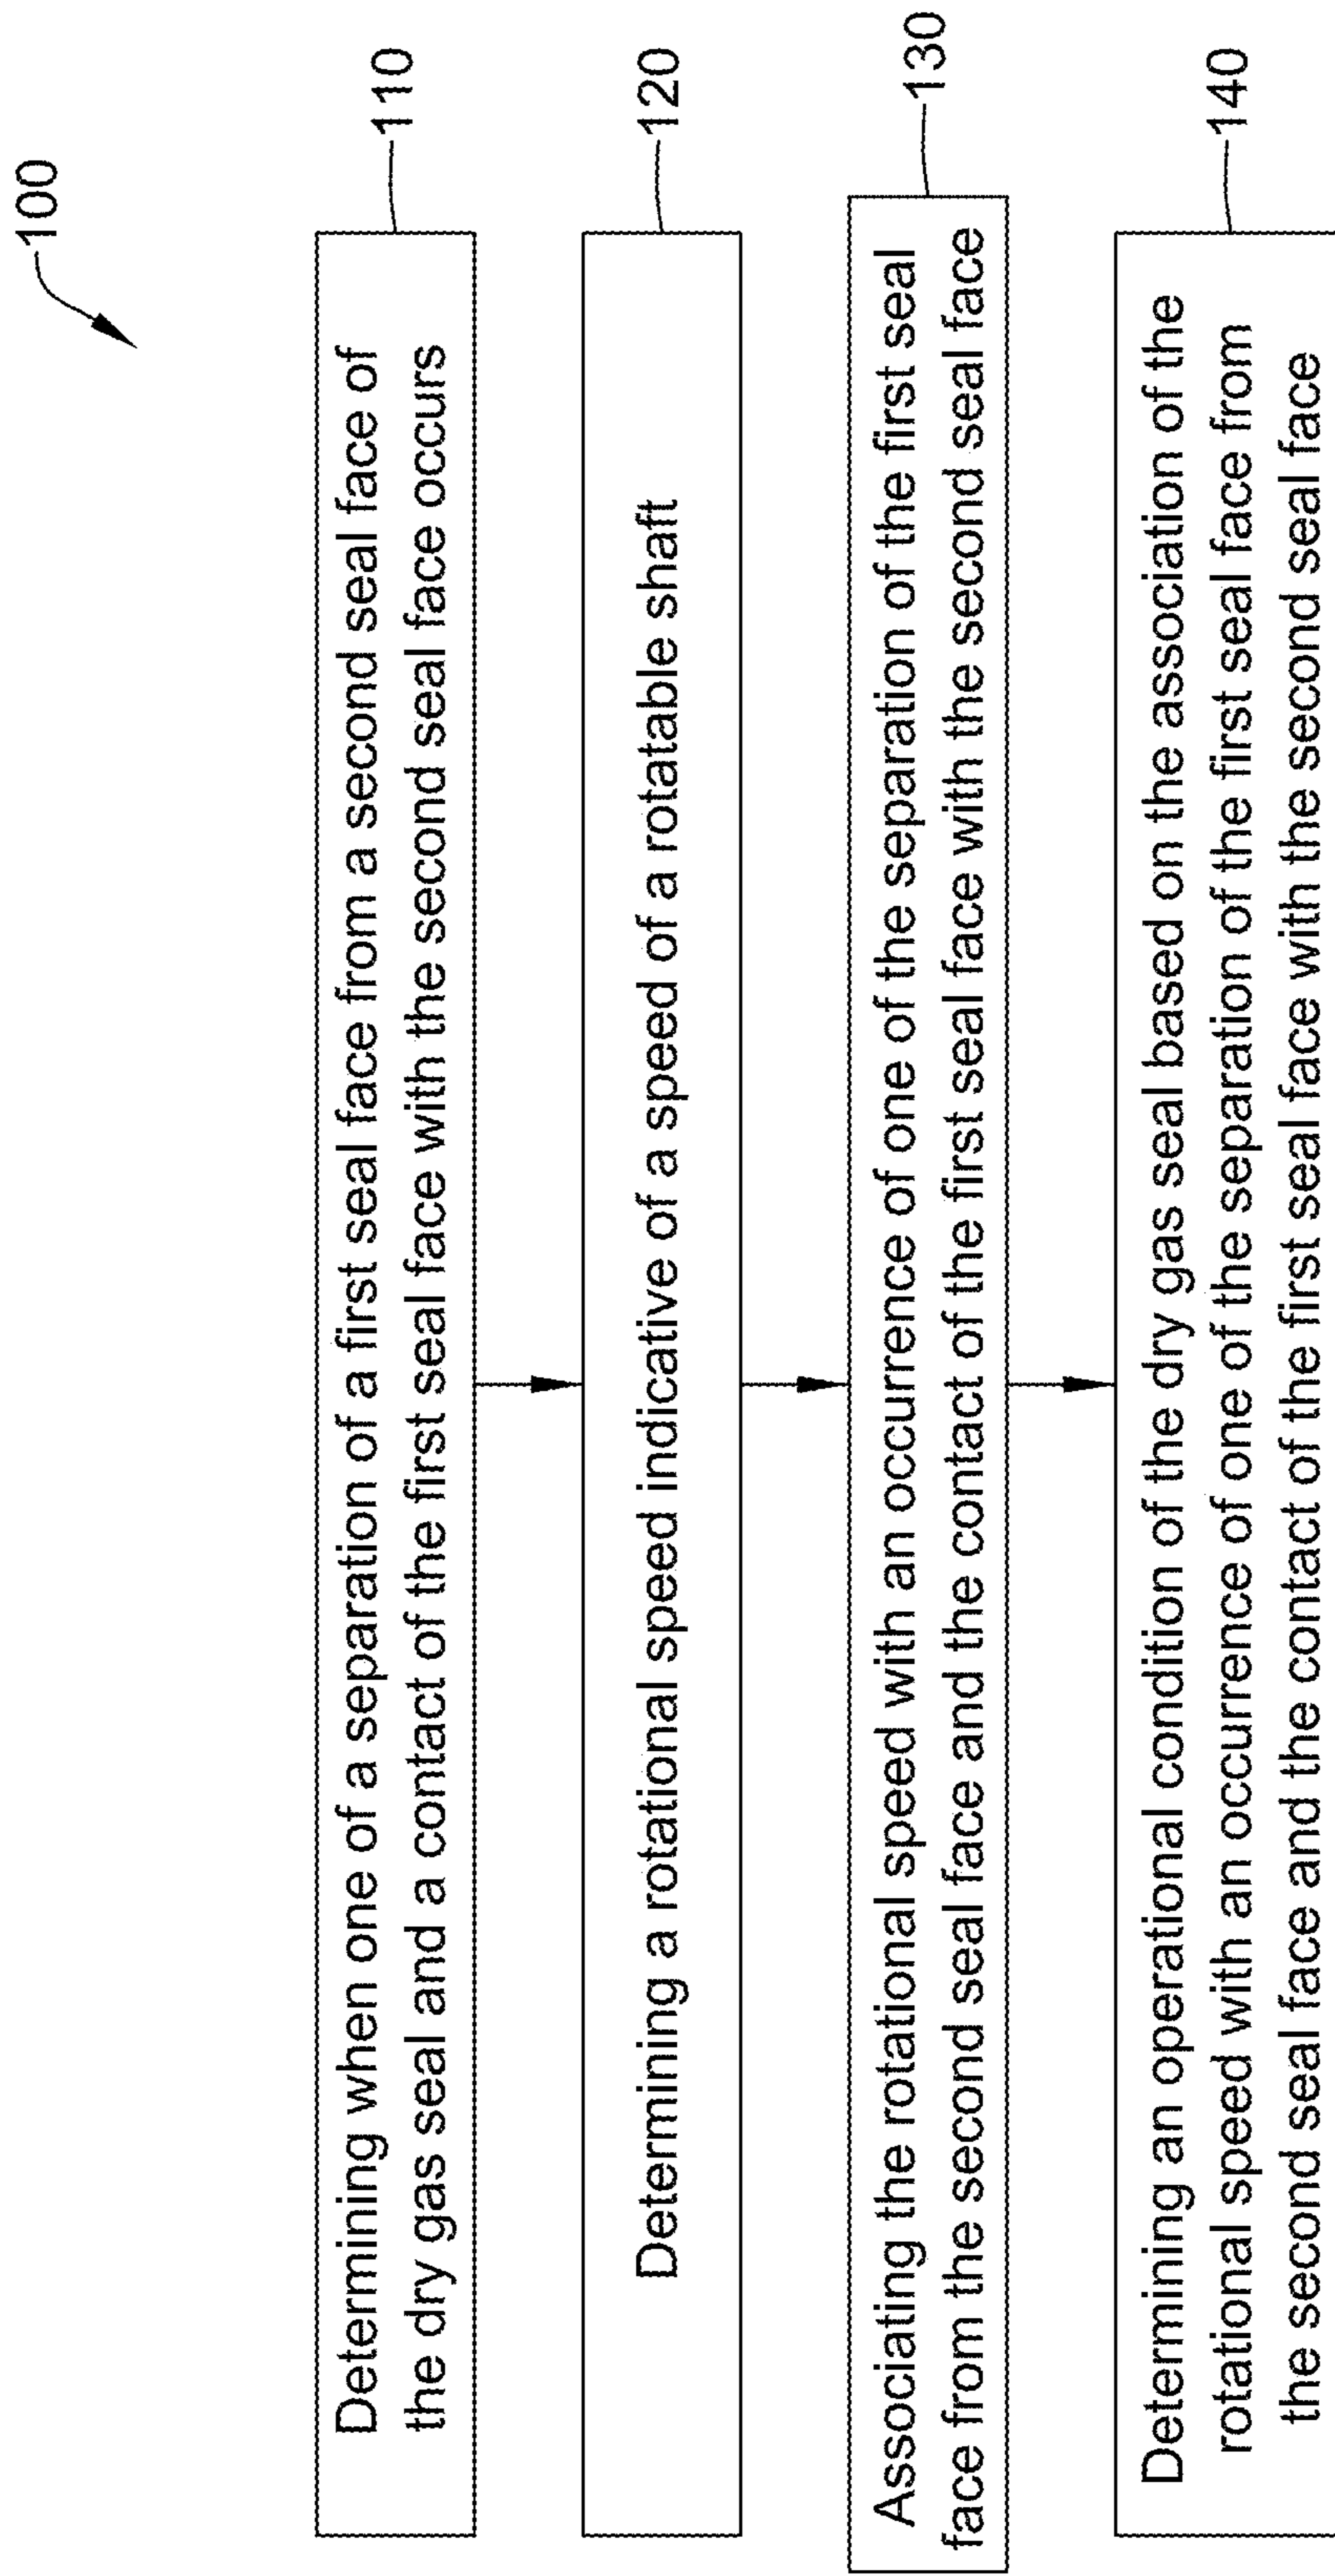 100
Determining when one of a separation of a first seal face from a second seal face of
the dry gas seal and a contact of the first seal face with the second seal face occurs
110
Determining a rotational speed indicative of a speed of a rotatable shaft
120
Associating the rotational speed with an occurrence of one of the separation of the first seal
face from the second seal face and the contact of the first seal face with the second seal face
130
Determining an operational condition of the dry gas seal based on the association of the
rotational speed with an occurrence of one of the separation of the first seal face from
the second seal face and the contact of the first seal face with the second seal face
140